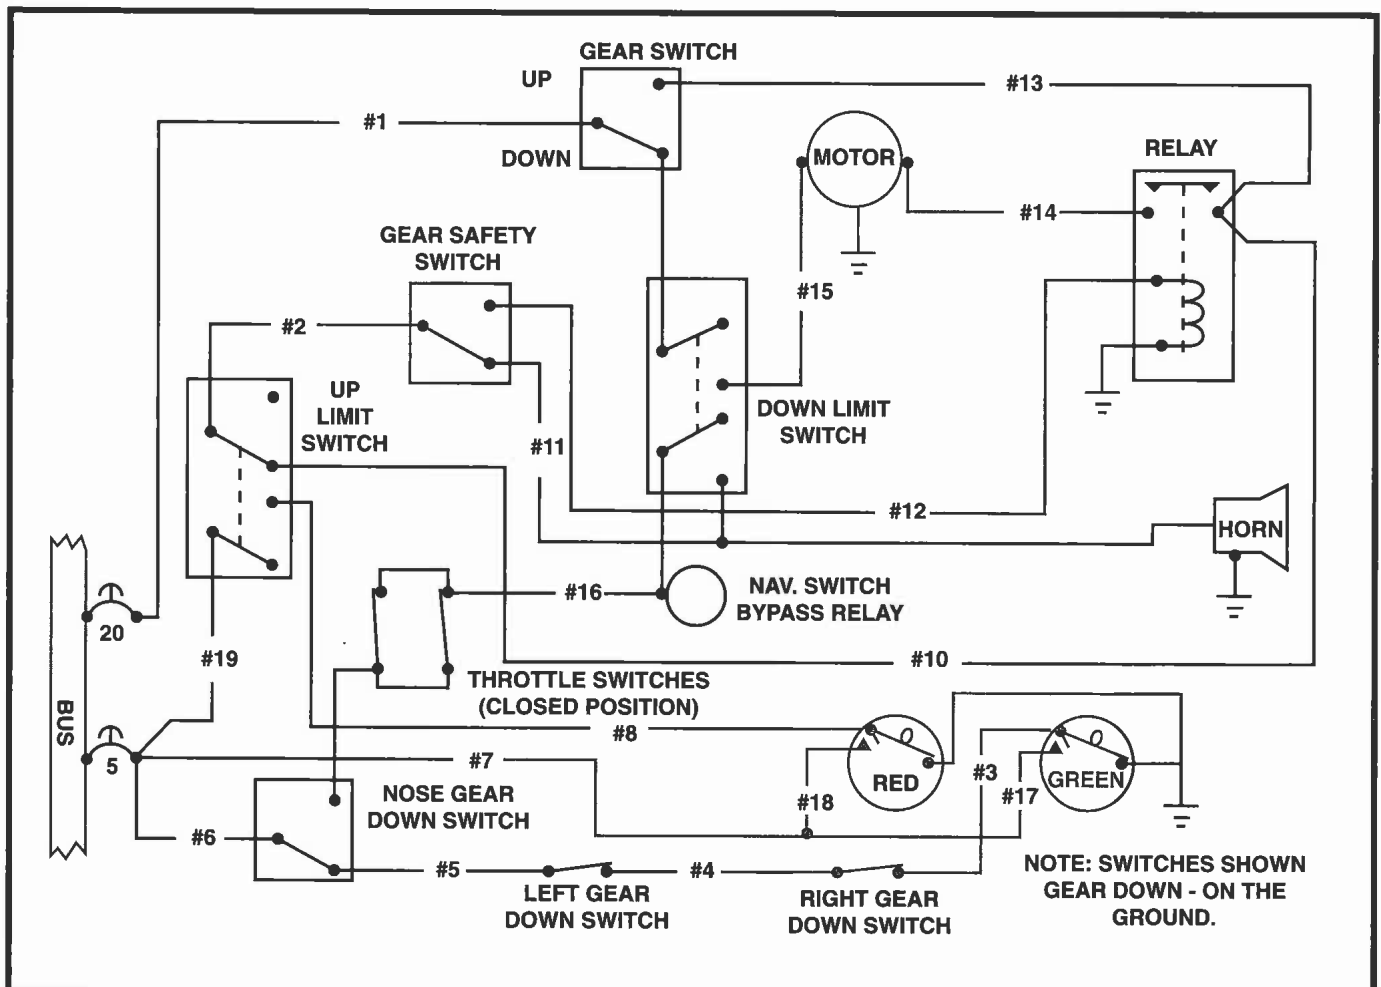 GEAR SWITCH
UP
#13
#1
DOWN
MOTOR
RELAY
#14
GEAR SAFETY
SWITCH
#15
#2
UP
LIMIT
SWITCH
DOWN LIMIT
SWITCH
#11
#12
HORN
#16
NAV. SWITCH
BYPASS RELAY
20
#19
#10
THROTTLE SWITCHES
(CLOSED POSITION)
BUS
#8
5
#7
RED
#3
GREEN
#18
#17
NOSE GEAR
DOWN SWITCH
#6
#5
#4
LEFT GEAR
DOWN SWITCH
RIGHT GEAR
DOWN SWITCH
NOTE: SWITCHES SHOWN
GEAR DOWN - ON THE
GROUND.